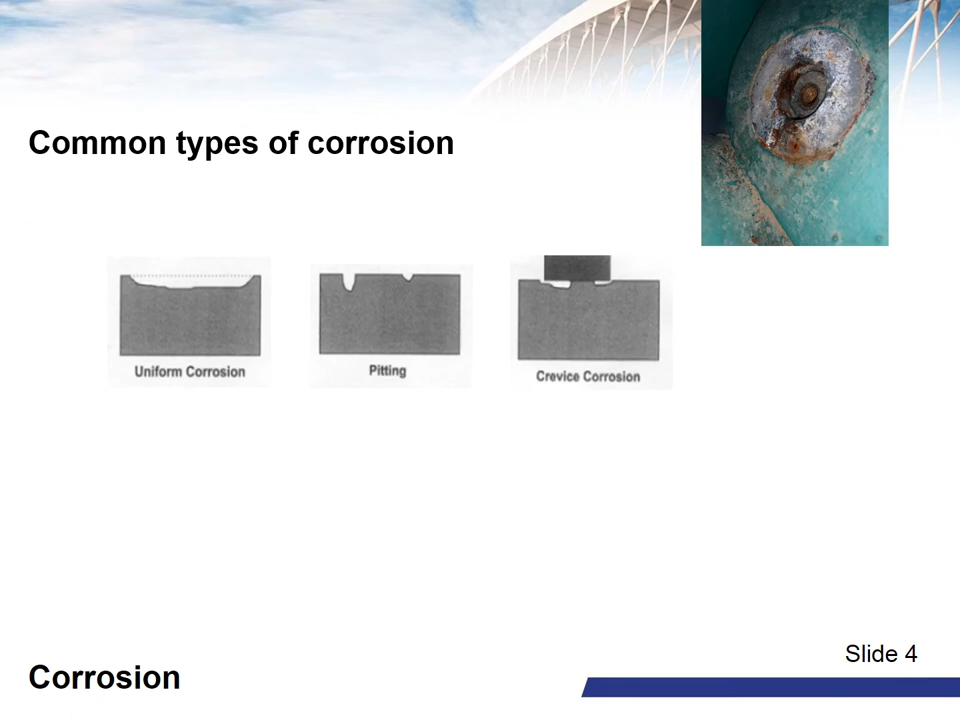 Common types of corrosion
Uniform Corrosion
Pitting
Crevice Corrosion
Slide 4
Corrosion